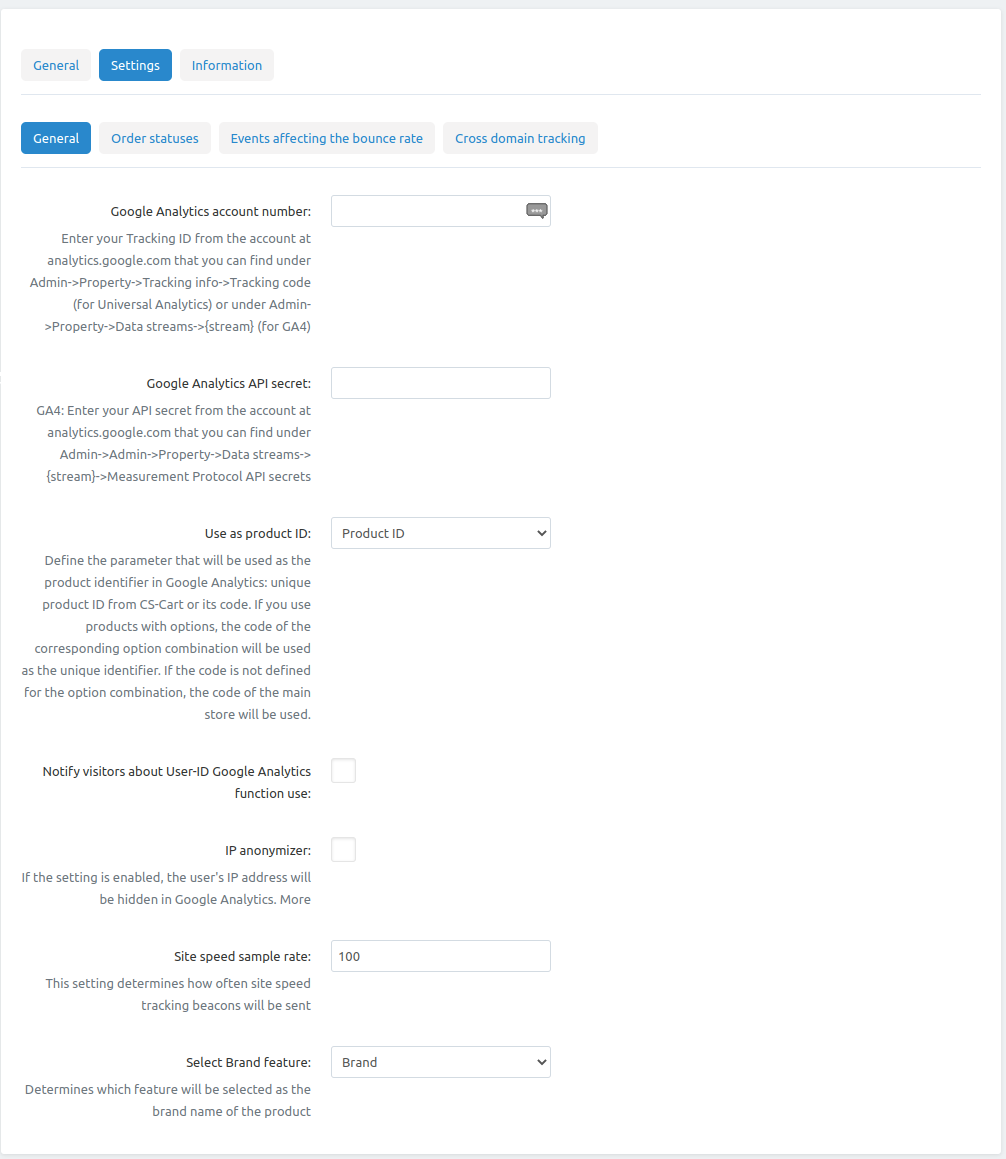 General Settings Information
General Order statuses Events affecting the bounce rate Cross domain tracking
Google Analytics account number:
Enter your Tracking ID from the account at
analytics.google.com that you can find under
Admin->Property->Tracking info->Tracking code
(for Universal Analytics) or under Admin-
>Property->Data streams->{stream} (for GA4)
Google Analytics API secret:
GA4: Enter your API secret from the account at
analytics.google.com that you can find under
Admin->Admin->Property->Data streams->
{stream}->Measurement Protocol API secrets
Use as product ID: Product ID
Define the parameter that will be used as the
product identifier in Google Analytics: unique
product ID from CS-Cart or its code. If you use
products with options, the code of the
corresponding option combination will be used
as the unique identifier. If the code is not defined
for the option combination, the code of the main
store will be used.
Notify visitors about User-ID Google Analytics
function use:
IP anonymizer:
If the setting is enabled, the user's IP address will
be hidden in Google Analytics. More
Site speed sample rate: 100
This setting determines how often site speed
tracking beacons will be sent
Select Brand feature: Brand
Determines which feature will be selected as the
brand name of the product